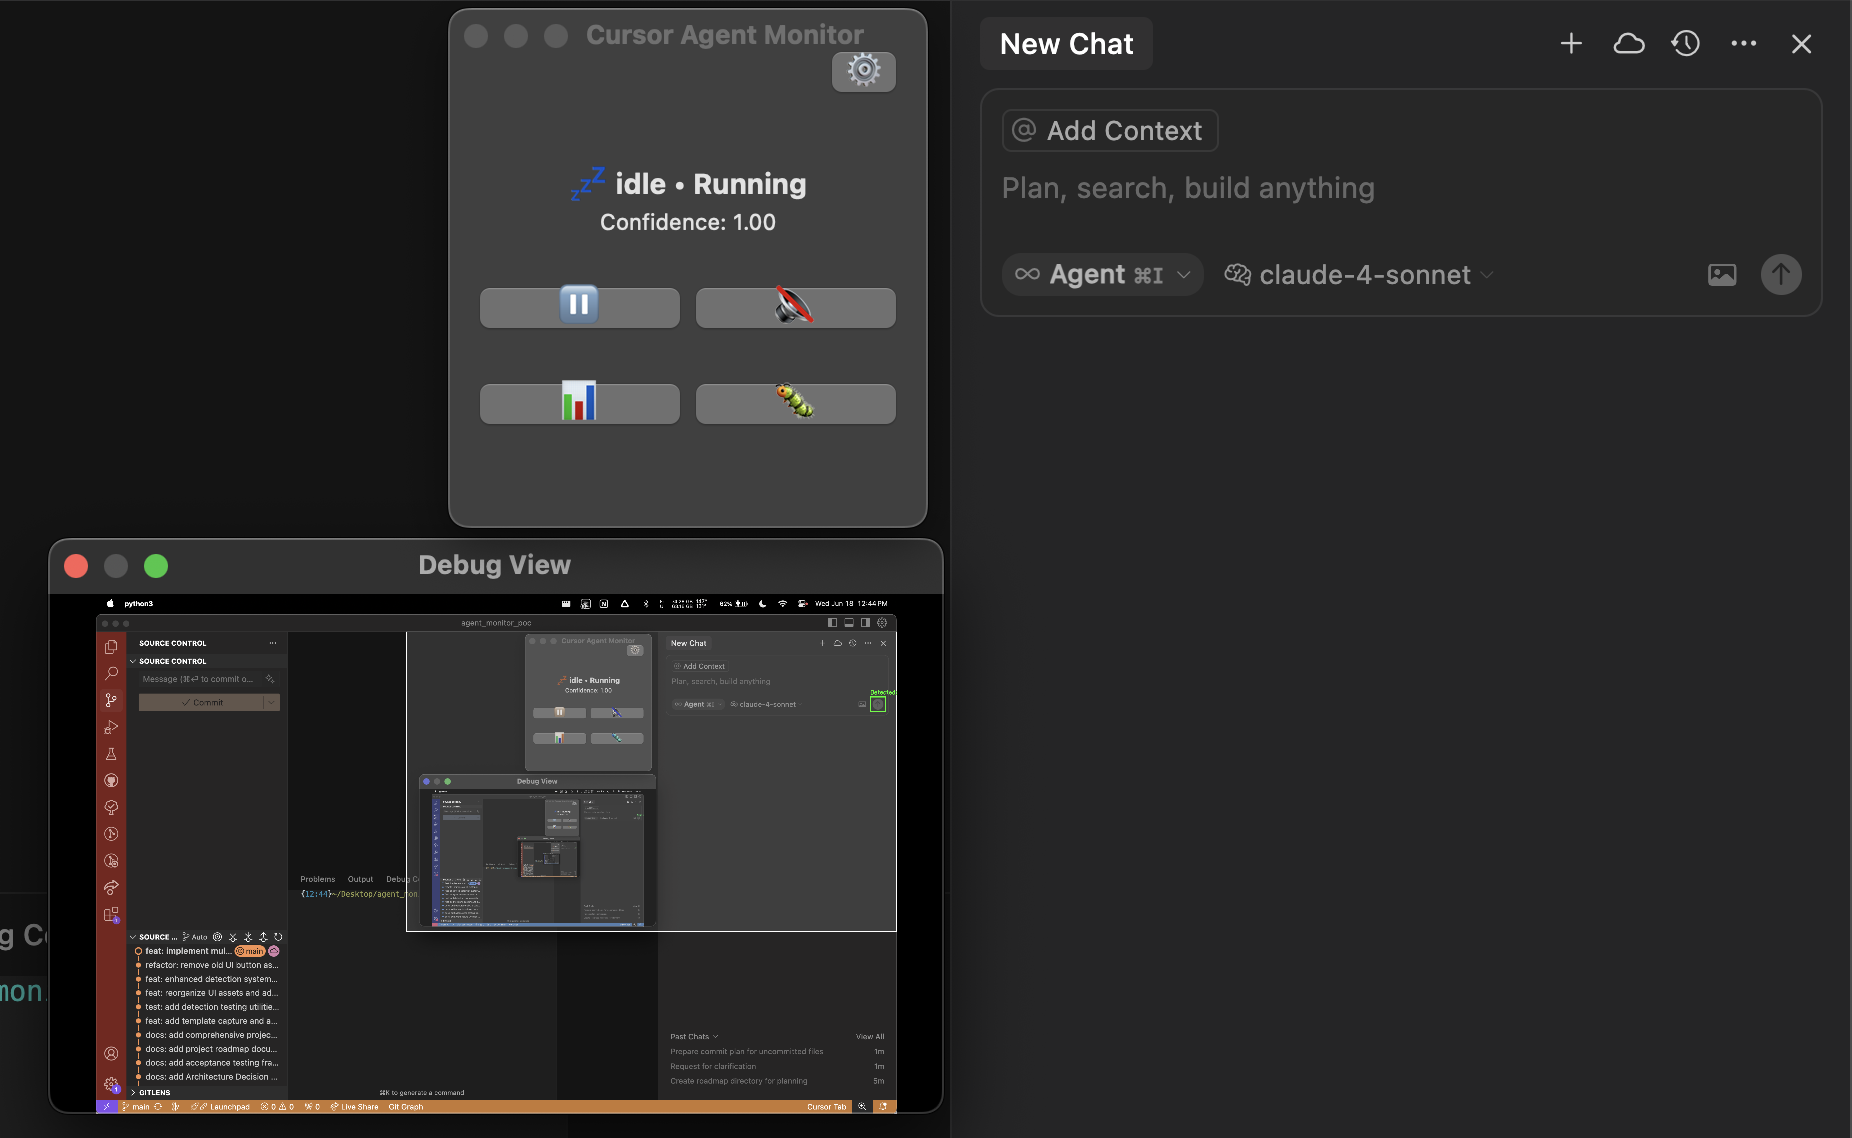 Cursor Agent Monitor
idle • Running
Confidence: 1.00
New Chat
@ Add Context
Plan, search, build anything
Agent ⌘I
claude-4-sonnet
Debug View
python3
62%
Wed Jun 18 12:44 PM
agent_monitor_poc
SOURCE CONTROL
SOURCE CONTROL
Message (⌘⏎ to commit o...
Commit
Cursor Agent Monitor
idle • Running
Confidence: 1.00
New Chat
@ Add Context
Plan, search, build anything
Agent ⌘I
claude-4-sonnet
Detected
Debug View
Problems Output Debug C
{12:44}~/Desktop/agent_mon.
SOURCE ... Auto
feat: implement mul... main
refactor: remove old UI button as...
feat: enhanced detection system...
feat: reorganize UI assets and ad...
test: add detection testing utilitie...
feat: add template capture and a...
docs: add comprehensive projec...
docs: add project roadmap docu...
docs: add acceptance testing fra...
docs: add Architecture Decision ...
GITLENS
⌘K to generate a command
Past Chats View All
Prepare commit plan for uncommitted files 1m
Request for clarification 1m
Create roadmap directory for planning 5m
main Launchpad 0 0 0 Live Share Git Graph
Cursor Tab
g Co
mon.